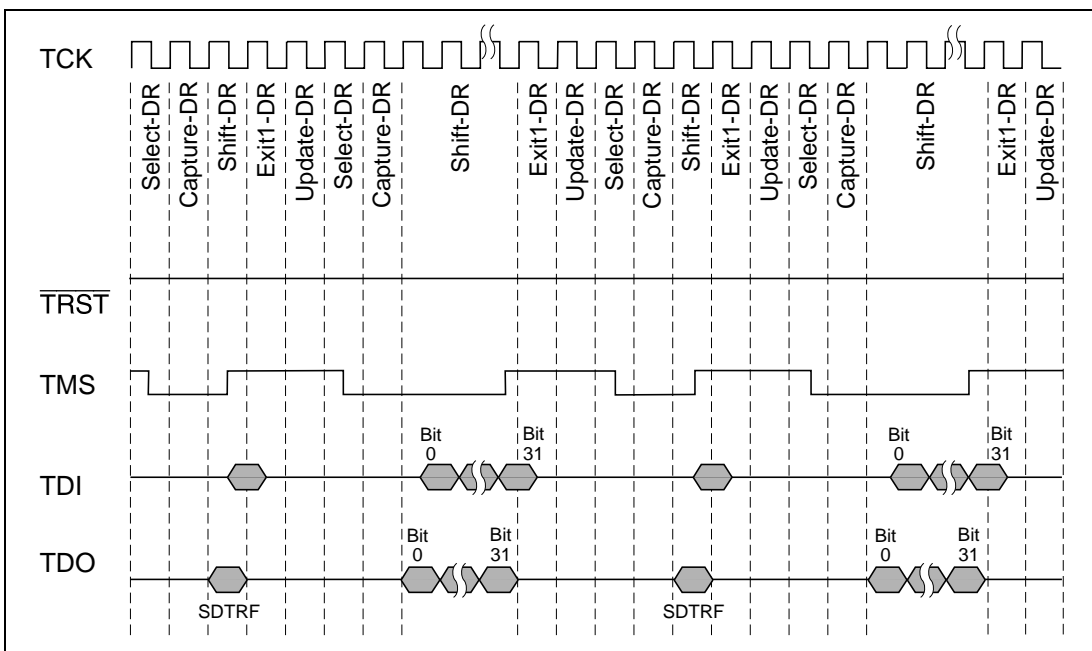 TCK
Select-DR
Capture-DR
Shift-DR
Exit1-DR
Update-DR
Select-DR
Capture-DR
Shift-DR
Exit1-DR
Update-DR
Select-DR
Capture-DR
Shift-DR
Exit1-DR
Update-DR
Select-DR
Capture-DR
Shift-DR
Exit1-DR
Update-DR
TRST
TMS
TDI
Bit
0
Bit
31
Bit
0
Bit
31
TDO
Bit
0
Bit
31
Bit
0
Bit
31
SDTRF
SDTRF